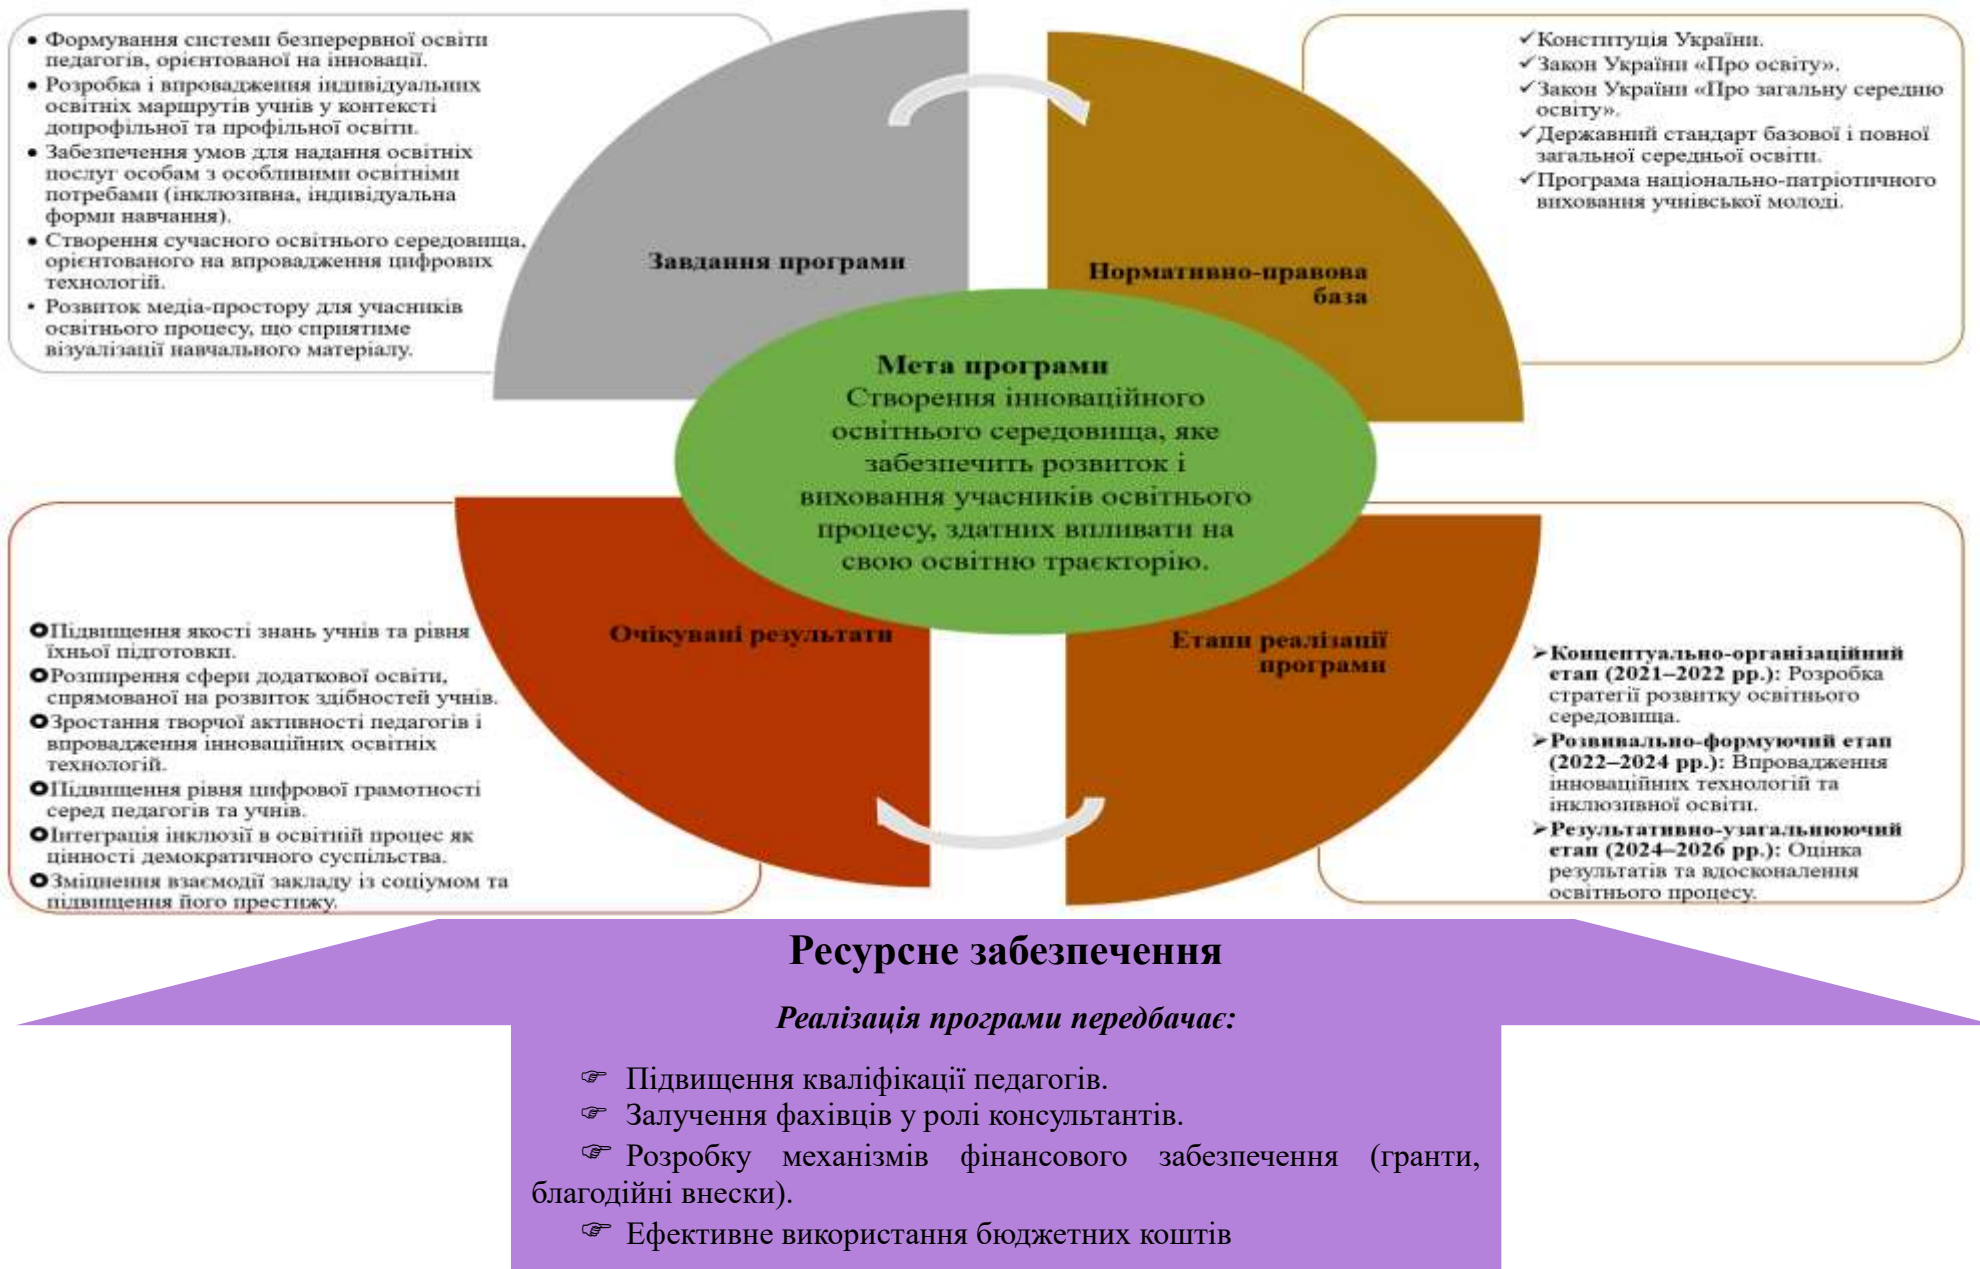 ● Формування системи безперервної освіти
педагогів, орієнтованої на інновації.
● Розробка і впровадження індивідуальних
освітніх маршрутів учнів у контексті
допрофільної та профільної освіти.
● Забезпечення умов для надання освітніх
послуг особам з особливими освітніми
потребами (інклюзивна, індивідуальна
форми навчання).
● Створення сучасного освітнього середовища,
орієнтованого на впровадження цифрових
технологій.
• Розвиток медіа-простору для учасників
освітнього процесу, що сприятиме
візуалізації навчального матеріалу.
Завдання програми
✓Конституція України.
✓Закон України «Про освіту».
✓Закон України «Про загальну середню
освіту».
✓Державний стандарт базової і повної
загальної середньої освіти.
✓Програма національно-патріотичного
виховання учнівської молоді.
Нормативно-правова
база
Мета програми
Створення інноваційного
освітнього середовища, яке
забезпечить розвиток і
виховання учасників освітнього
процесу, здатних впливати на
свою освітню траєкторію.
Очікувані результати
✪Підвищення якості знань учнів та рівня
їхньої підготовки.
✪Розширення сфери додаткової освіти,
спрямованої на розвиток здібностей учнів.
✪Зростання творчої активності педагогів і
впровадження інноваційних освітніх
технологій.
✪Підвищення рівня цифрової грамотності
серед педагогів та учнів.
✪Інтеграція інклюзії в освітній процес як
цінності демократичного суспільства.
✪Зміцнення взаємодії закладу із соціумом та
підвищення його престижу.
Етапи реалізації
програми
➢Концептуально-організаційний
етап (2021–2022 рр.): Розробка
стратегії розвитку освітнього
середовища.
➢Розвивально-формуючий етап
(2022–2024 рр.): Впровадження
інноваційних технологій та
інклюзивної освіти.
➢Результативно-узагальнюючий
етап (2024–2026 рр.): Оцінка
результатів та вдосконалення
освітнього процесу.
Ресурсне забезпечення
Реалізація програми передбачає:
☞ Підвищення кваліфікації педагогів.
☞ Залучення фахівців у ролі консультантів.
☞ Розробку механізмів фінансового забезпечення (гранти,
благодійні внески).
☞ Ефективне використання бюджетних коштів